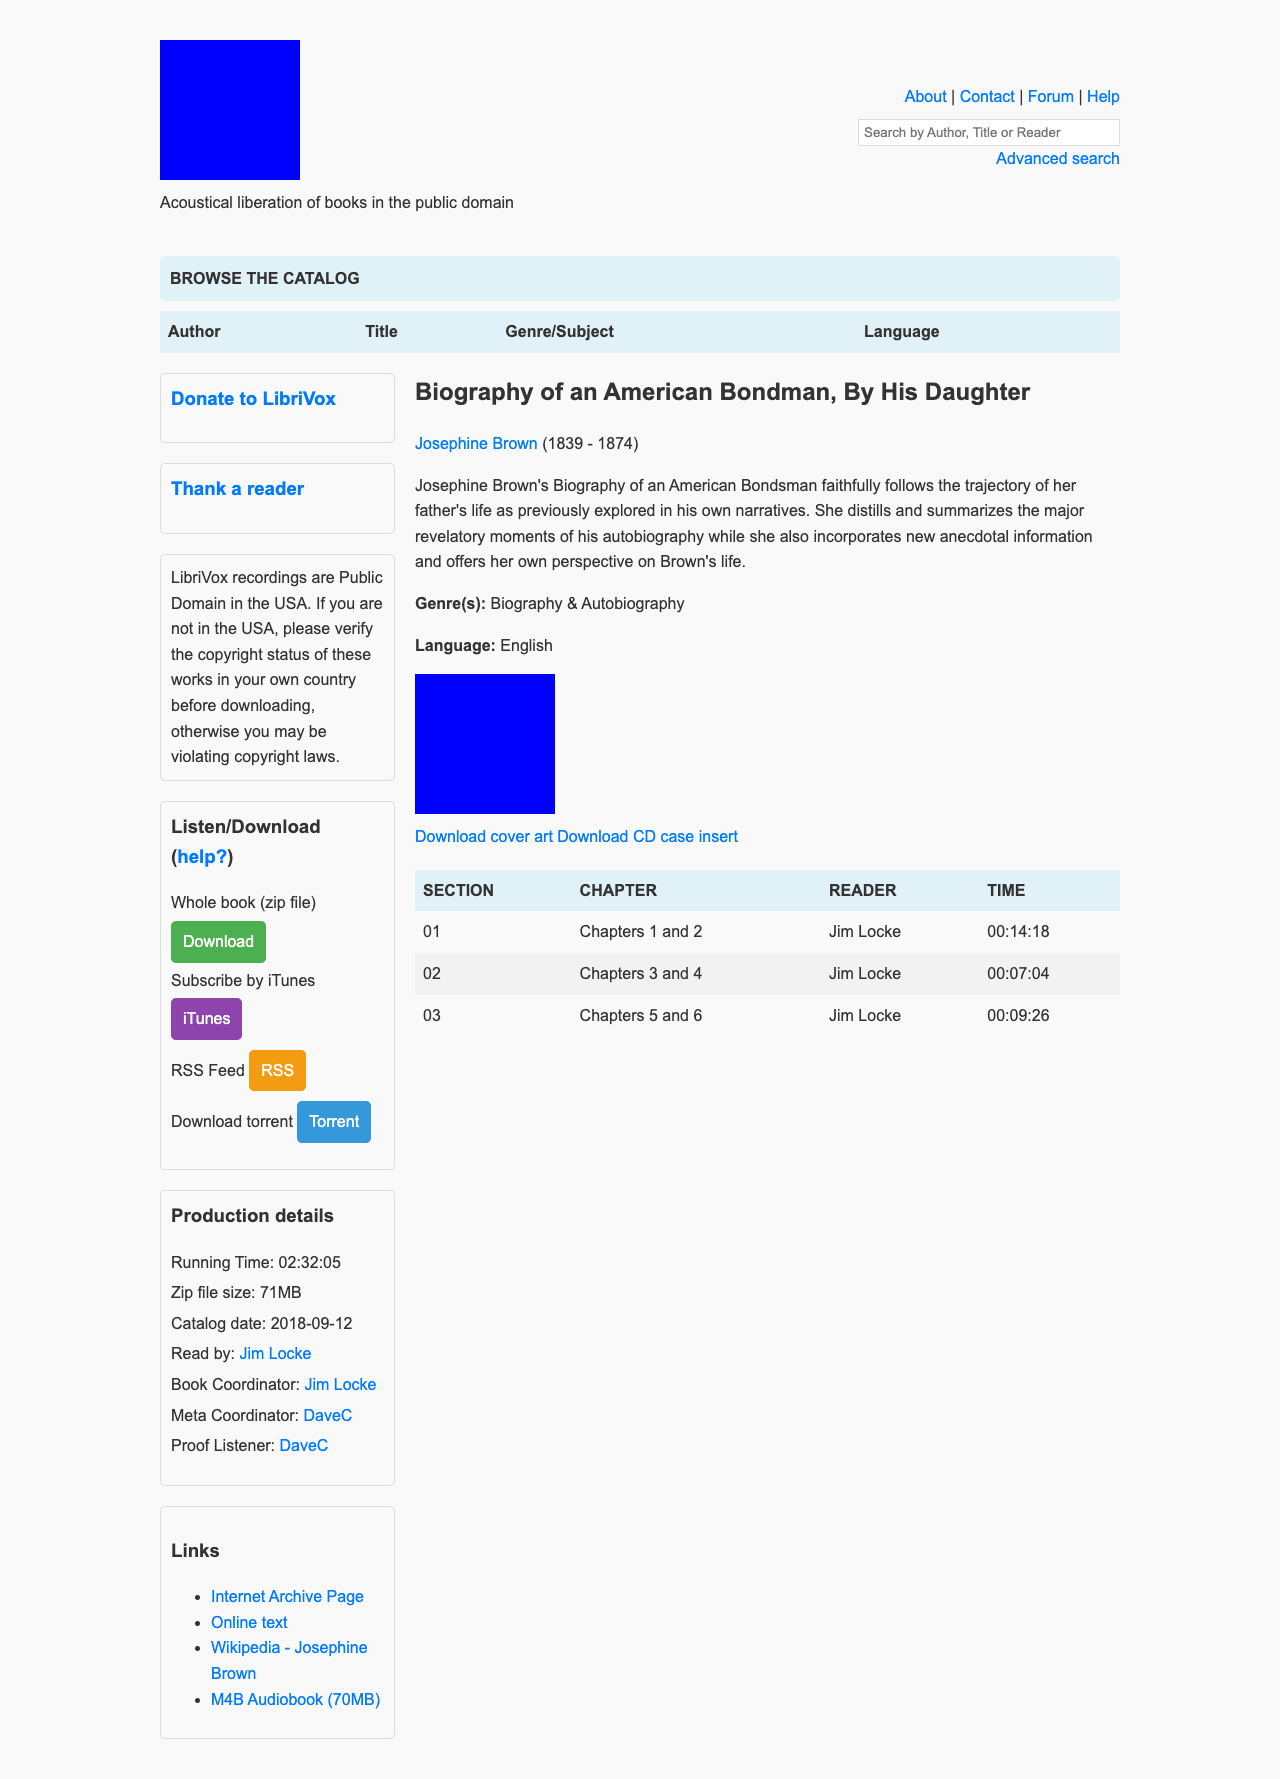 About | Contact | Forum | Help
Search by Author, Title or Reader
Advanced search
Acoustical liberation of books in the public domain
BROWSE THE CATALOG
Author Title Genre/Subject Language
Donate to LibriVox
Thank a reader
LibriVox recordings are Public
Domain in the USA. If you are
not in the USA, please verify
the copyright status of these
works in your own country
before downloading,
otherwise you may be
violating copyright laws.
Listen/Download
(help?)
Whole book (zip file)
Download
Subscribe by iTunes
iTunes
RSS Feed RSS
Download torrent Torrent
Production details
Running Time: 02:32:05
Zip file size: 71MB
Catalog date: 2018-09-12
Read by: Jim Locke
Book Coordinator: Jim Locke
Meta Coordinator: DaveC
Proof Listener: DaveC
Links
• Internet Archive Page
• Online text
• Wikipedia - Josephine
Brown
• M4B Audiobook (70MB)
Biography of an American Bondman, By His Daughter
Josephine Brown (1839 - 1874)
Josephine Brown's Biography of an American Bondsman faithfully follows the trajectory of her
father's life as previously explored in his own narratives. She distills and summarizes the major
revelatory moments of his autobiography while she also incorporates new anecdotal information
and offers her own perspective on Brown's life.
Genre(s): Biography & Autobiography
Language: English
Download cover art Download CD case insert
SECTION CHAPTER READER TIME
01 Chapters 1 and 2 Jim Locke 00:14:18
02 Chapters 3 and 4 Jim Locke 00:07:04
03 Chapters 5 and 6 Jim Locke 00:09:26